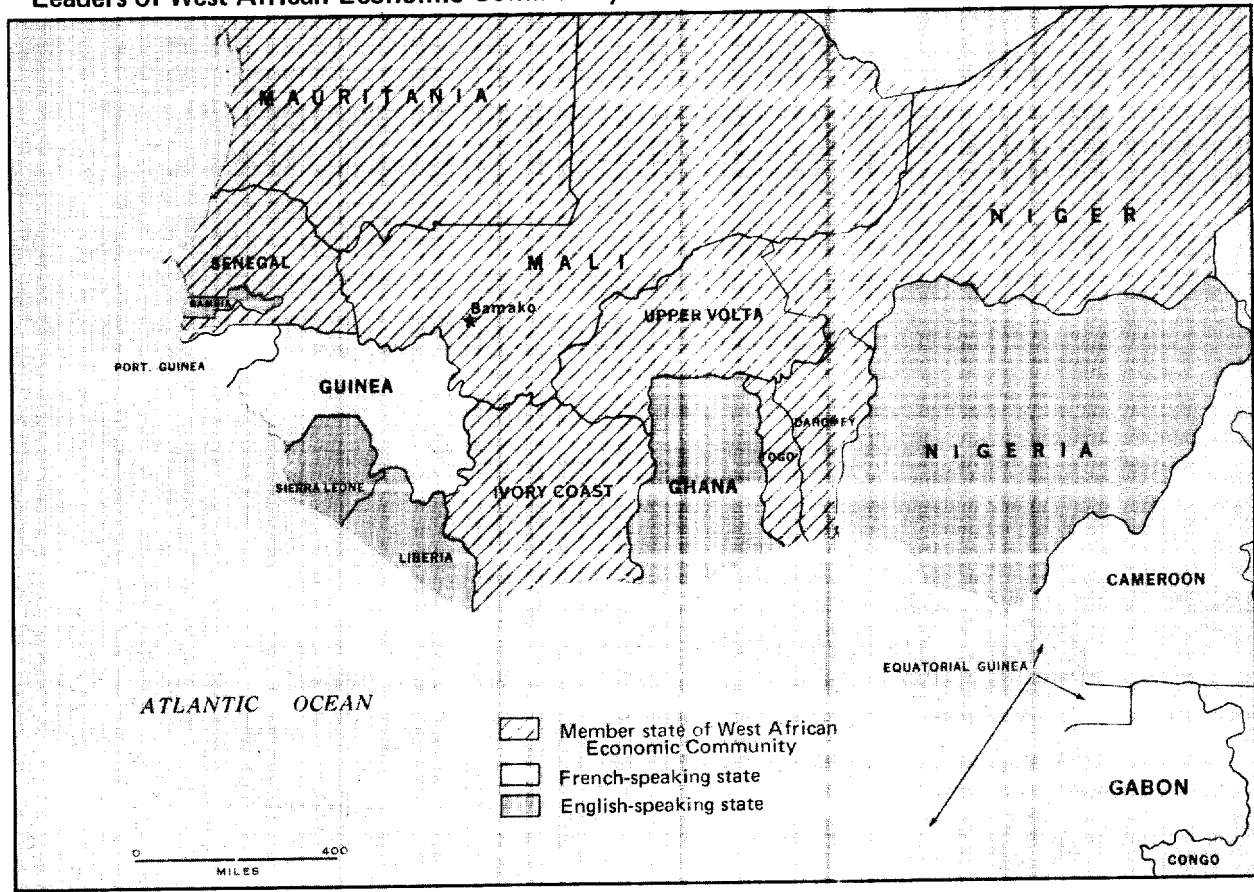 Leaders of West African Economic Community
MAURITANIA
NIGER
SENEGAL
MALI
GAMBIA
Bamako
UPPER VOLTA
PORT. GUINEA
GUINEA
DAHOMEY
NIGERIA
TOGO
SIERRA LEONE
IVORY COAST
GHANA
LIBERIA
CAMEROON
EQUATORIAL GUINEA
ATLANTIC OCEAN
Member state of West African
Economic Community
French-speaking state
English-speaking state
GABON
0 400
MILES
CONGO